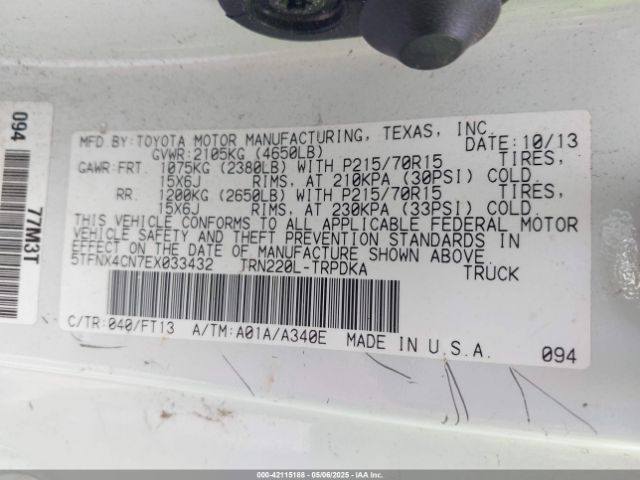 094
77M3T
MFD.BY:TOYOTA MOTOR MANUFACTURING, TEXAS, INC.
GVWR:2105KG (4650LB) DATE:10/13
GAWR:FRT. 1075KG (2380LB) WITH P215/70R15 TIRES,
15X6J RIMS, AT 210KPA (30PSI) COLD.
RR. 1200KG (2650LB) WITH P215/70R15 TIRES,
15X6J RIMS, AT 230KPA (33PSI) COLD.
THIS VEHICLE CONFORMS TO ALL APPLICABLE FEDERAL MOTOR
VEHICLE SAFETY AND THEFT PREVENTION STANDARDS IN
EFFECT ON THE DATE OF MANUFACTURE SHOWN ABOVE.
5TFNX4CN7EX033432 TRN220L-TRPDKA TRUCK
C/TR:040/FT13 A/TM:A01A/A340E MADE IN U.S.A. 094
000-42115188 - 05/06/2025 - IAAI.COM